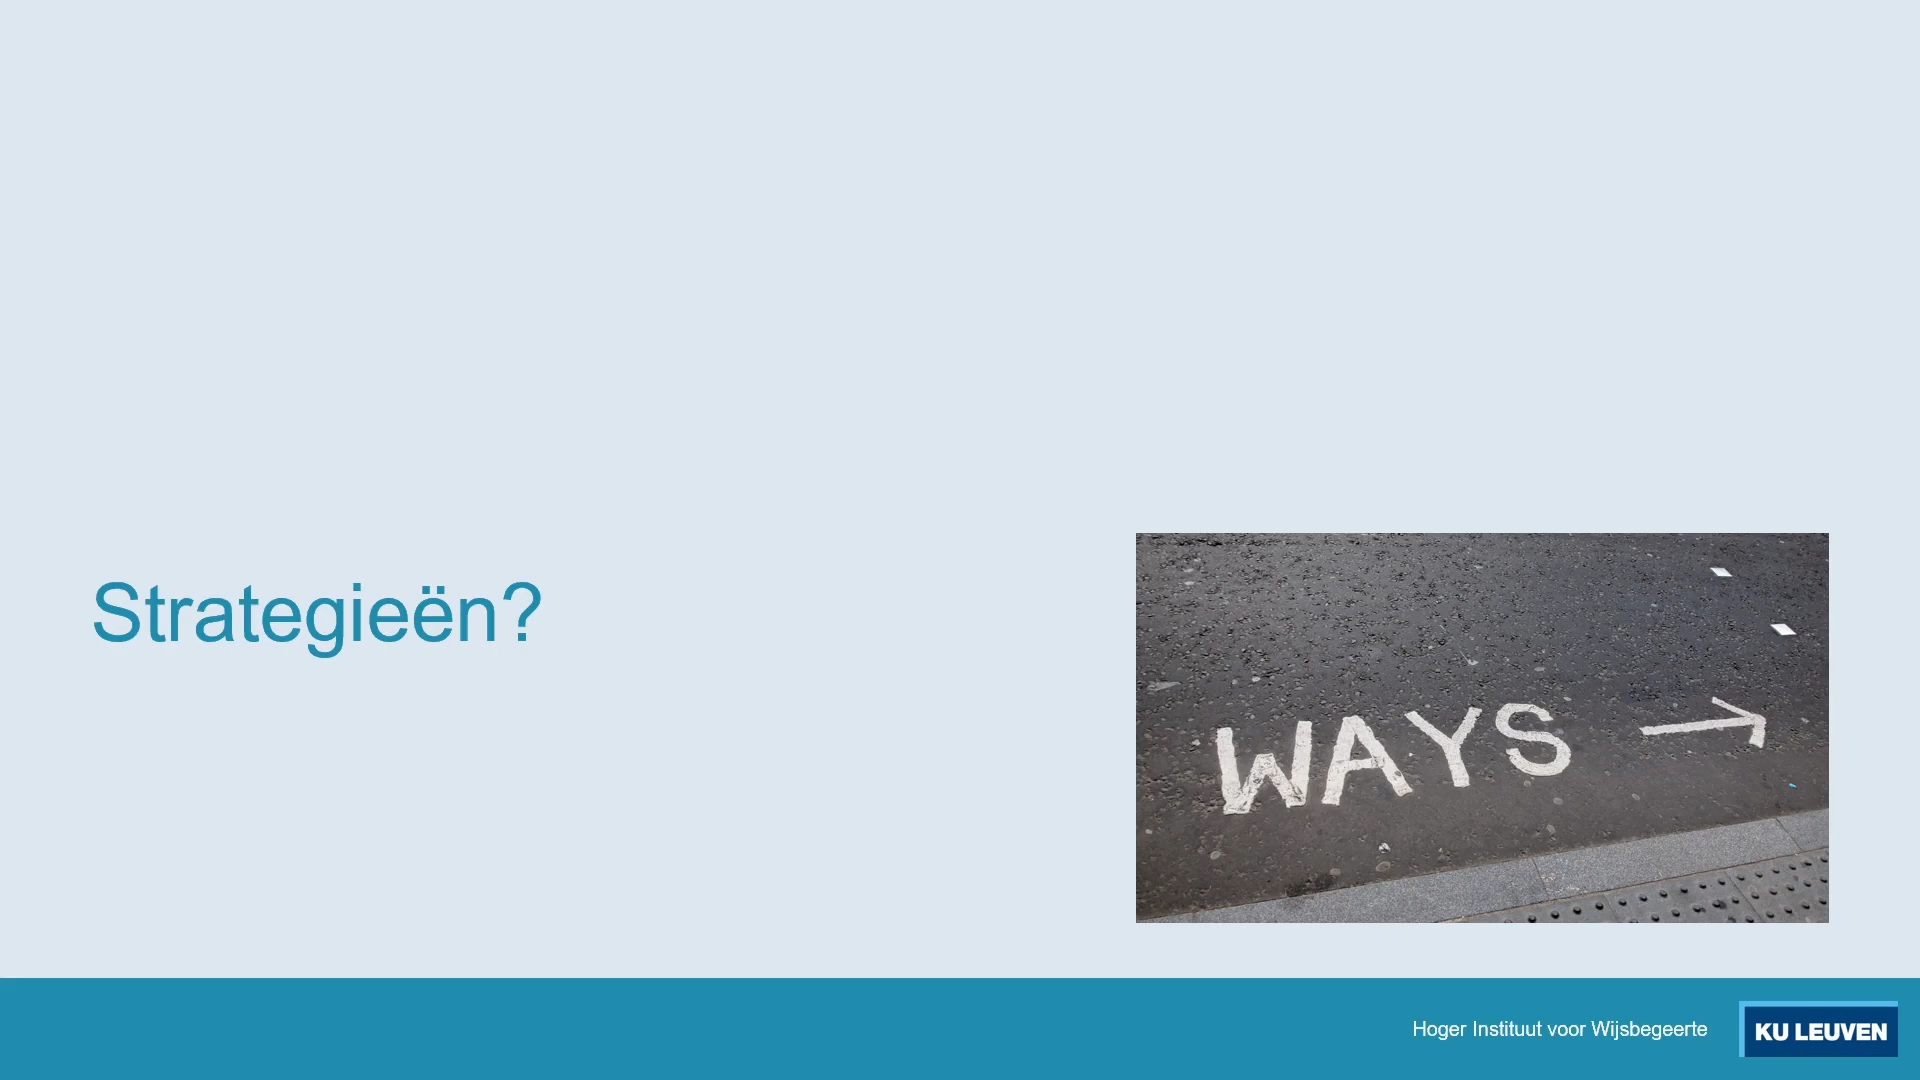 Strategieën?
WAYS →
Hoger Instituut voor Wijsbegeerte
KU LEUVEN